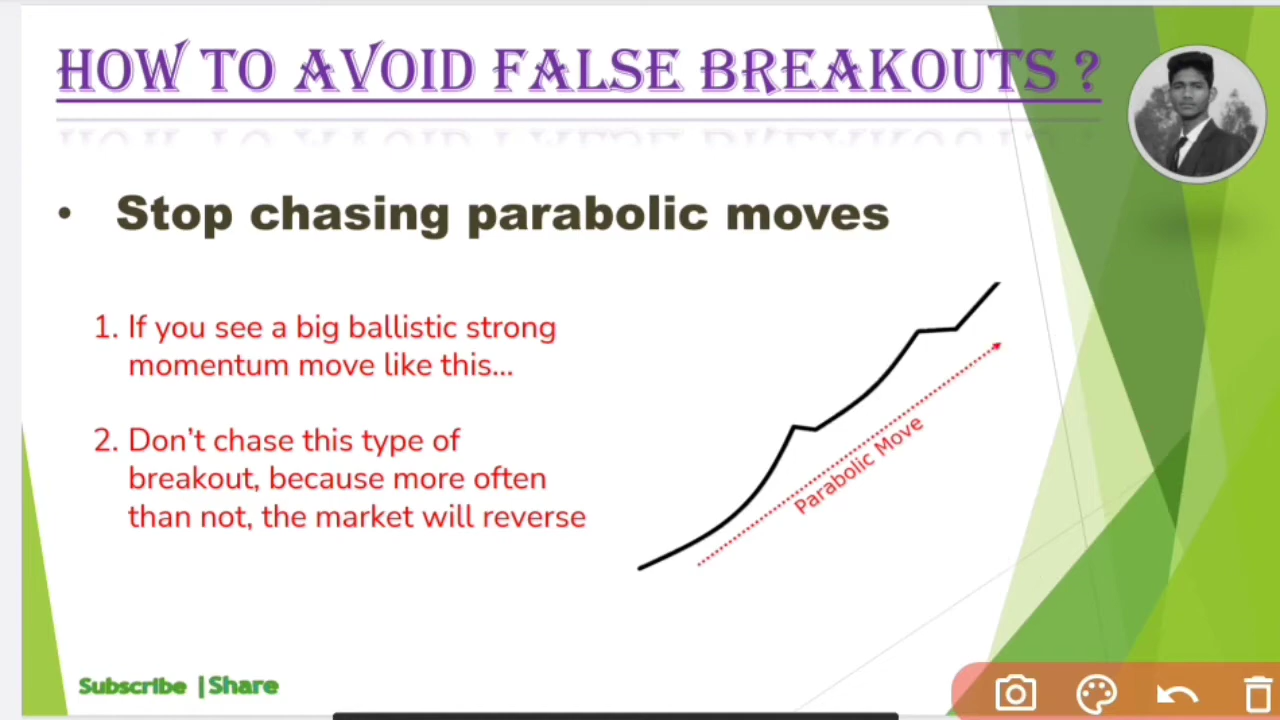 HOW TO AVOID FALSE BREAKOUTS ?
• Stop chasing parabolic moves
1. If you see a big ballistic strong
momentum move like this...
2. Don't chase this type of
breakout, because more often
than not, the market will reverse
Parabolic Move
Subscribe |Share